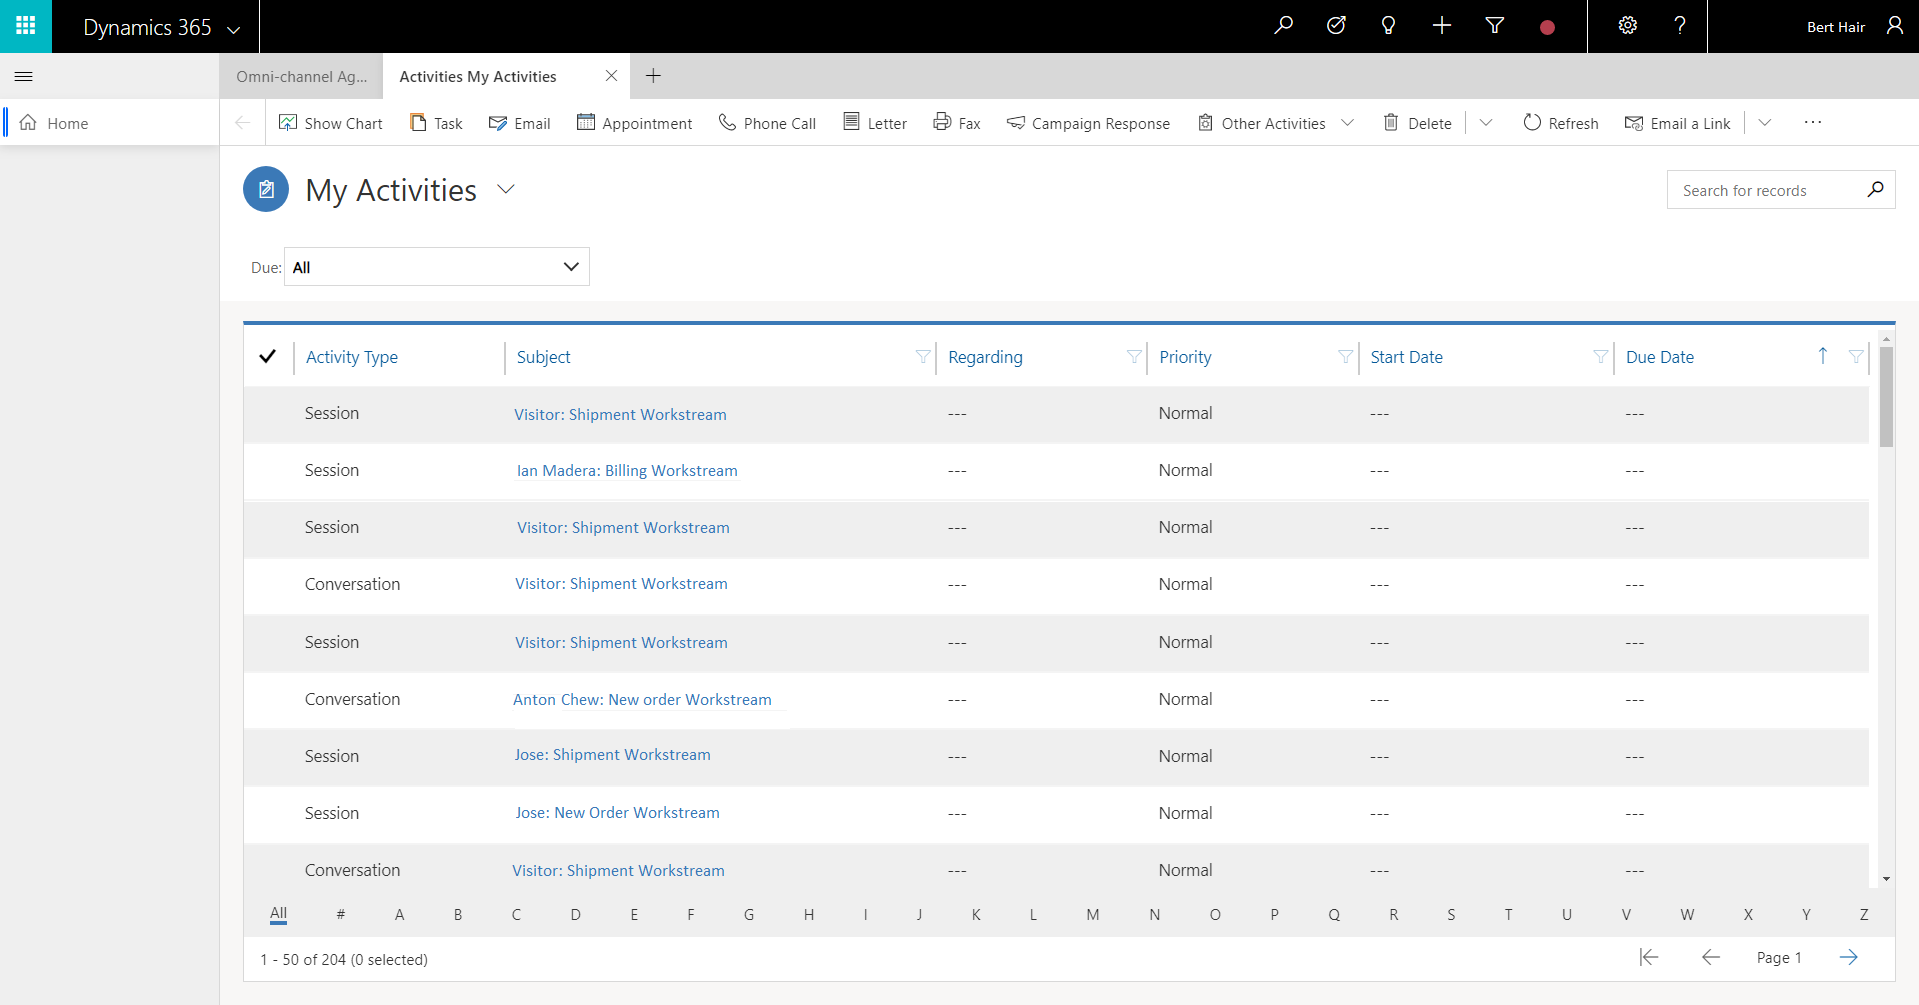 Dynamics 365
Bert Hair
Omni-channel Ag...
Activities My Activities
Home
Show Chart
Task
Email
Appointment
Phone Call
Letter
Fax
Campaign Response
Other Activities
Delete
Refresh
Email a Link
...
My Activities
Search for records
Due: All
Activity Type Subject Regarding Priority Start Date Due Date
Session Visitor: Shipment Workstream --- Normal --- ---
Session Ian Madera: Billing Workstream --- Normal --- ---
Session Visitor: Shipment Workstream --- Normal --- ---
Conversation Visitor: Shipment Workstream --- Normal --- ---
Session Visitor: Shipment Workstream --- Normal --- ---
Conversation Anton Chew: New order Workstream --- Normal --- ---
Session Jose: Shipment Workstream --- Normal --- ---
Session Jose: New Order Workstream --- Normal --- ---
Conversation Visitor: Shipment Workstream --- Normal --- ---
All # A B C D E F G H I J K L M N O P Q R S T U V W X Y Z
1 - 50 of 204 (0 selected)
Page 1